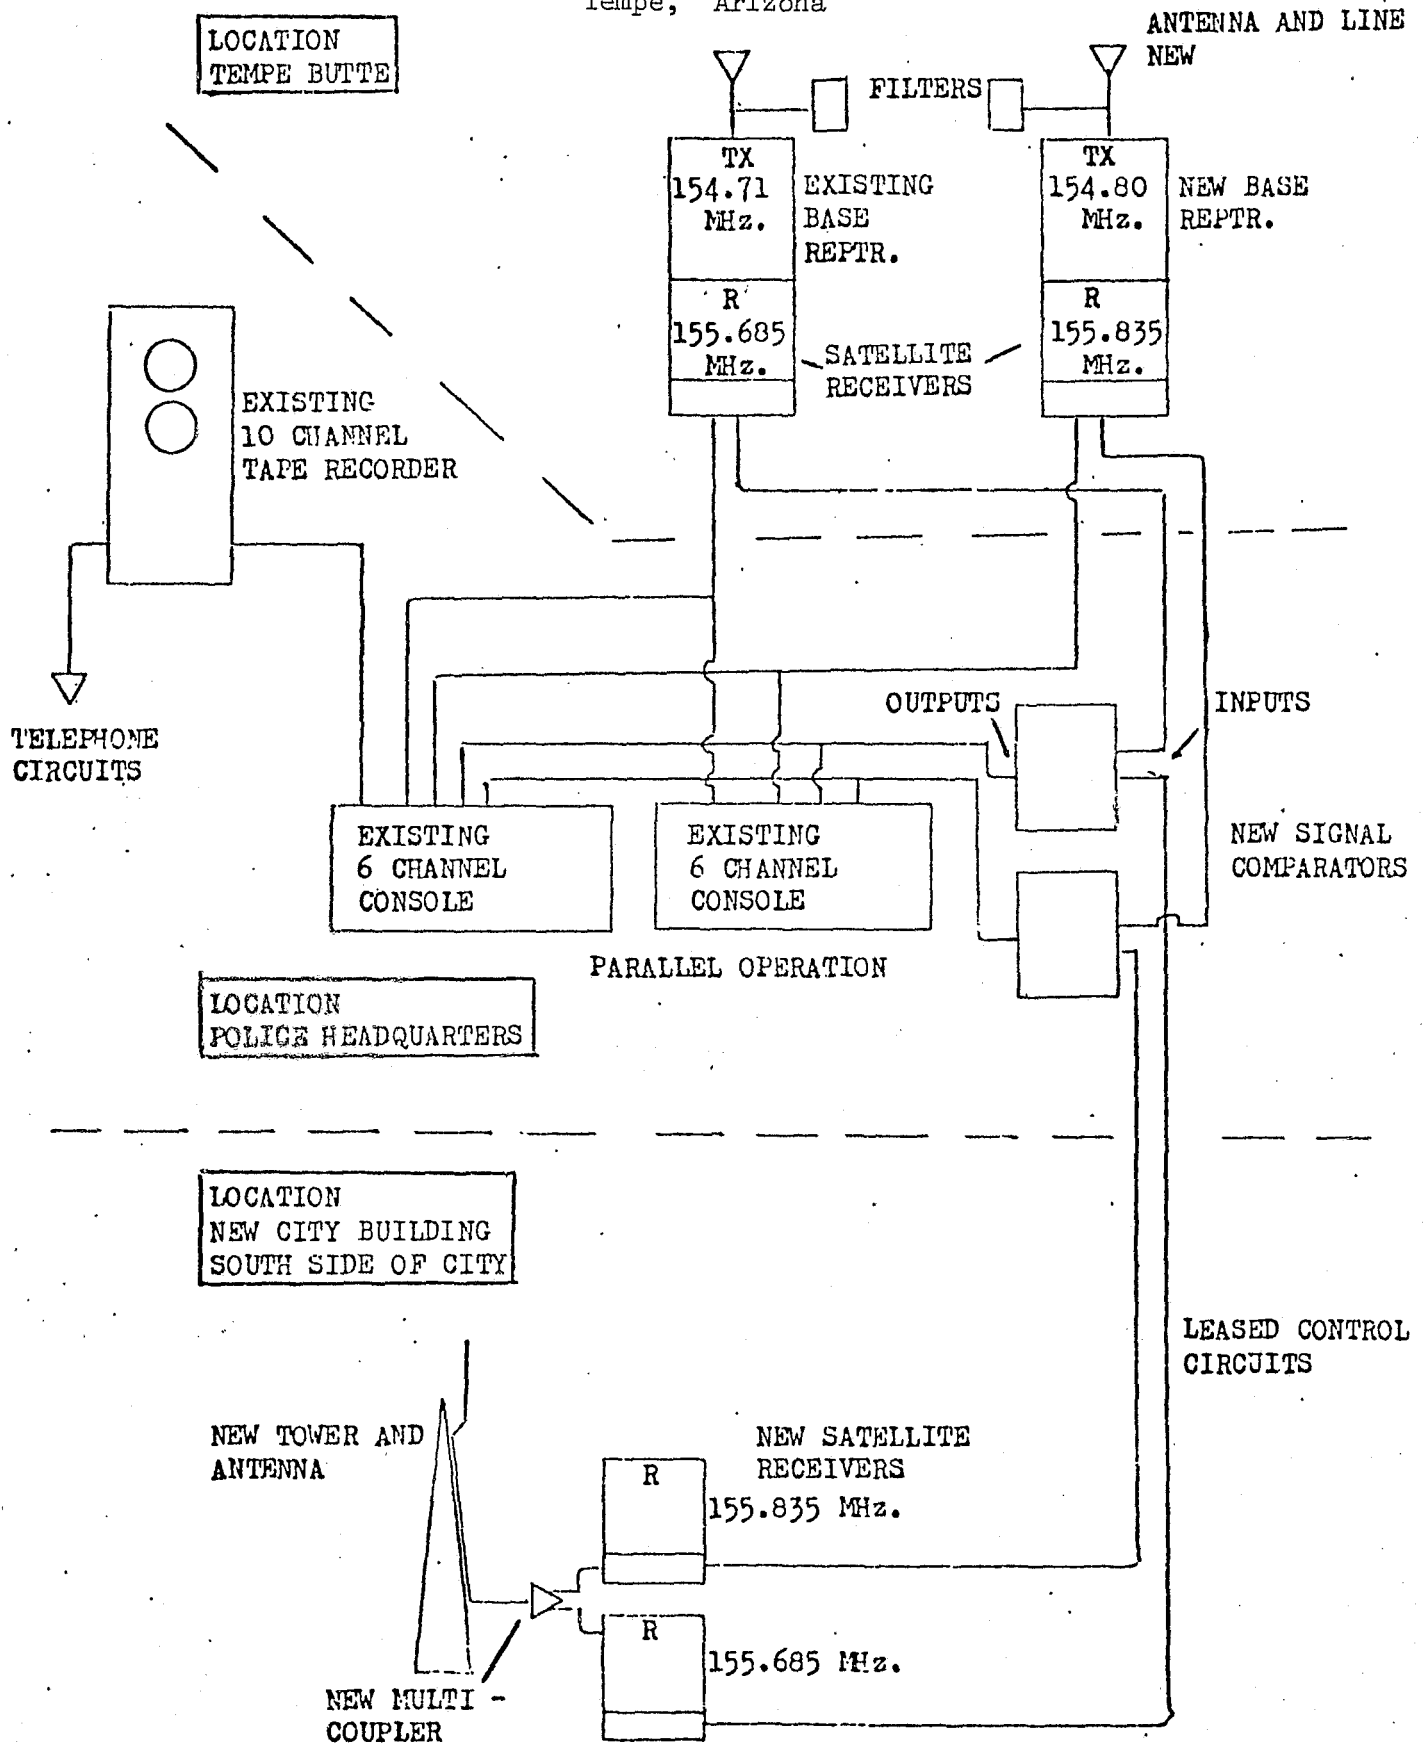 Tempe, Arizona
LOCATION
TEMPE BUTTE
ANTENNA AND LINE
NEW
FILTERS
TX
154.71
MHz.
EXISTING
BASE
REPTR.
TX
154.80
MHz.
NEW BASE
REPTR.
R
155.685
MHz.
R
155.835
MHz.
SATELLITE
RECEIVERS
EXISTING
10 CHANNEL
TAPE RECORDER
TELEPHONE
CIRCUITS
OUTPUTS
INPUTS
EXISTING
6 CHANNEL
CONSOLE
EXISTING
6 CHANNEL
CONSOLE
NEW SIGNAL
COMPARATORS
PARALLEL OPERATION
LOCATION
POLICE HEADQUARTERS
LOCATION
NEW CITY BUILDING
SOUTH SIDE OF CITY
LEASED CONTROL
CIRCUITS
NEW TOWER AND
ANTENNA
NEW SATELLITE
RECEIVERS
R
155.835 MHz.
R
155.685 MHz.
NEW MULTI -
COUPLER